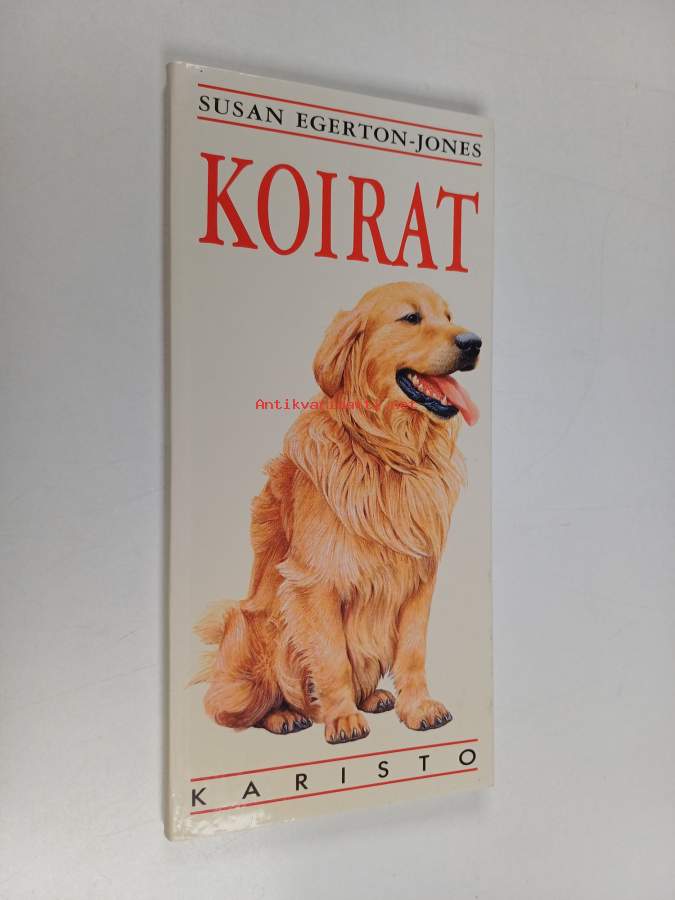 SUSAN EGERTON-JONES
KOIRAT
Antikvariaatti.net
KARISTO